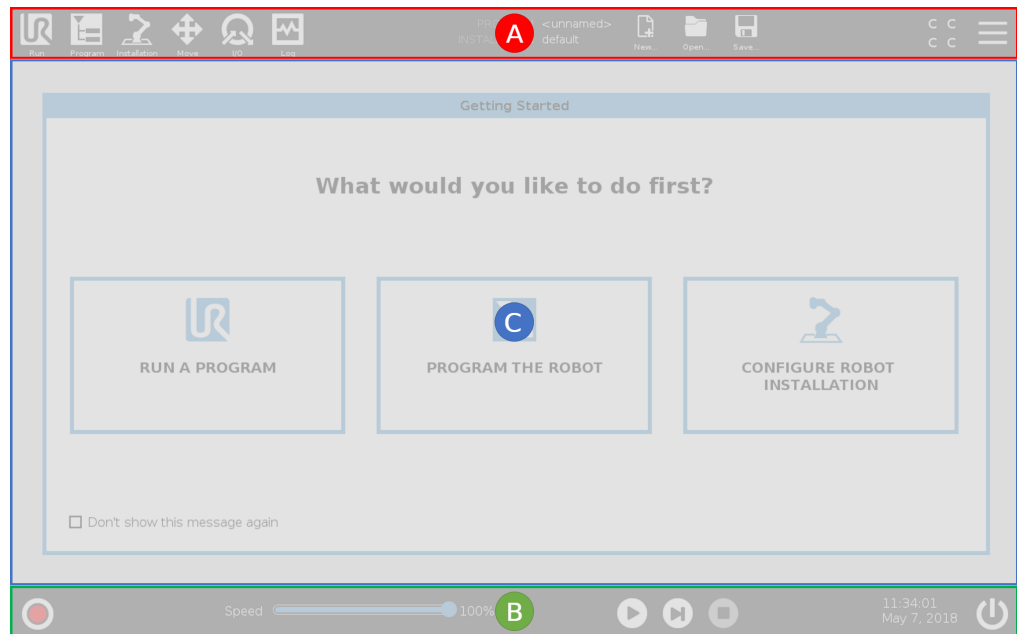 <unnamed>
A
default
C C
C C
Run
Program
Installation
Move
I/O
Log
New...
Open...
Save...
Getting Started
What would you like to do first?
C
RUN A PROGRAM
PROGRAM THE ROBOT
CONFIGURE ROBOT
INSTALLATION
Don't show this message again
Speed
100%
B
11:34:01
May 7, 2018